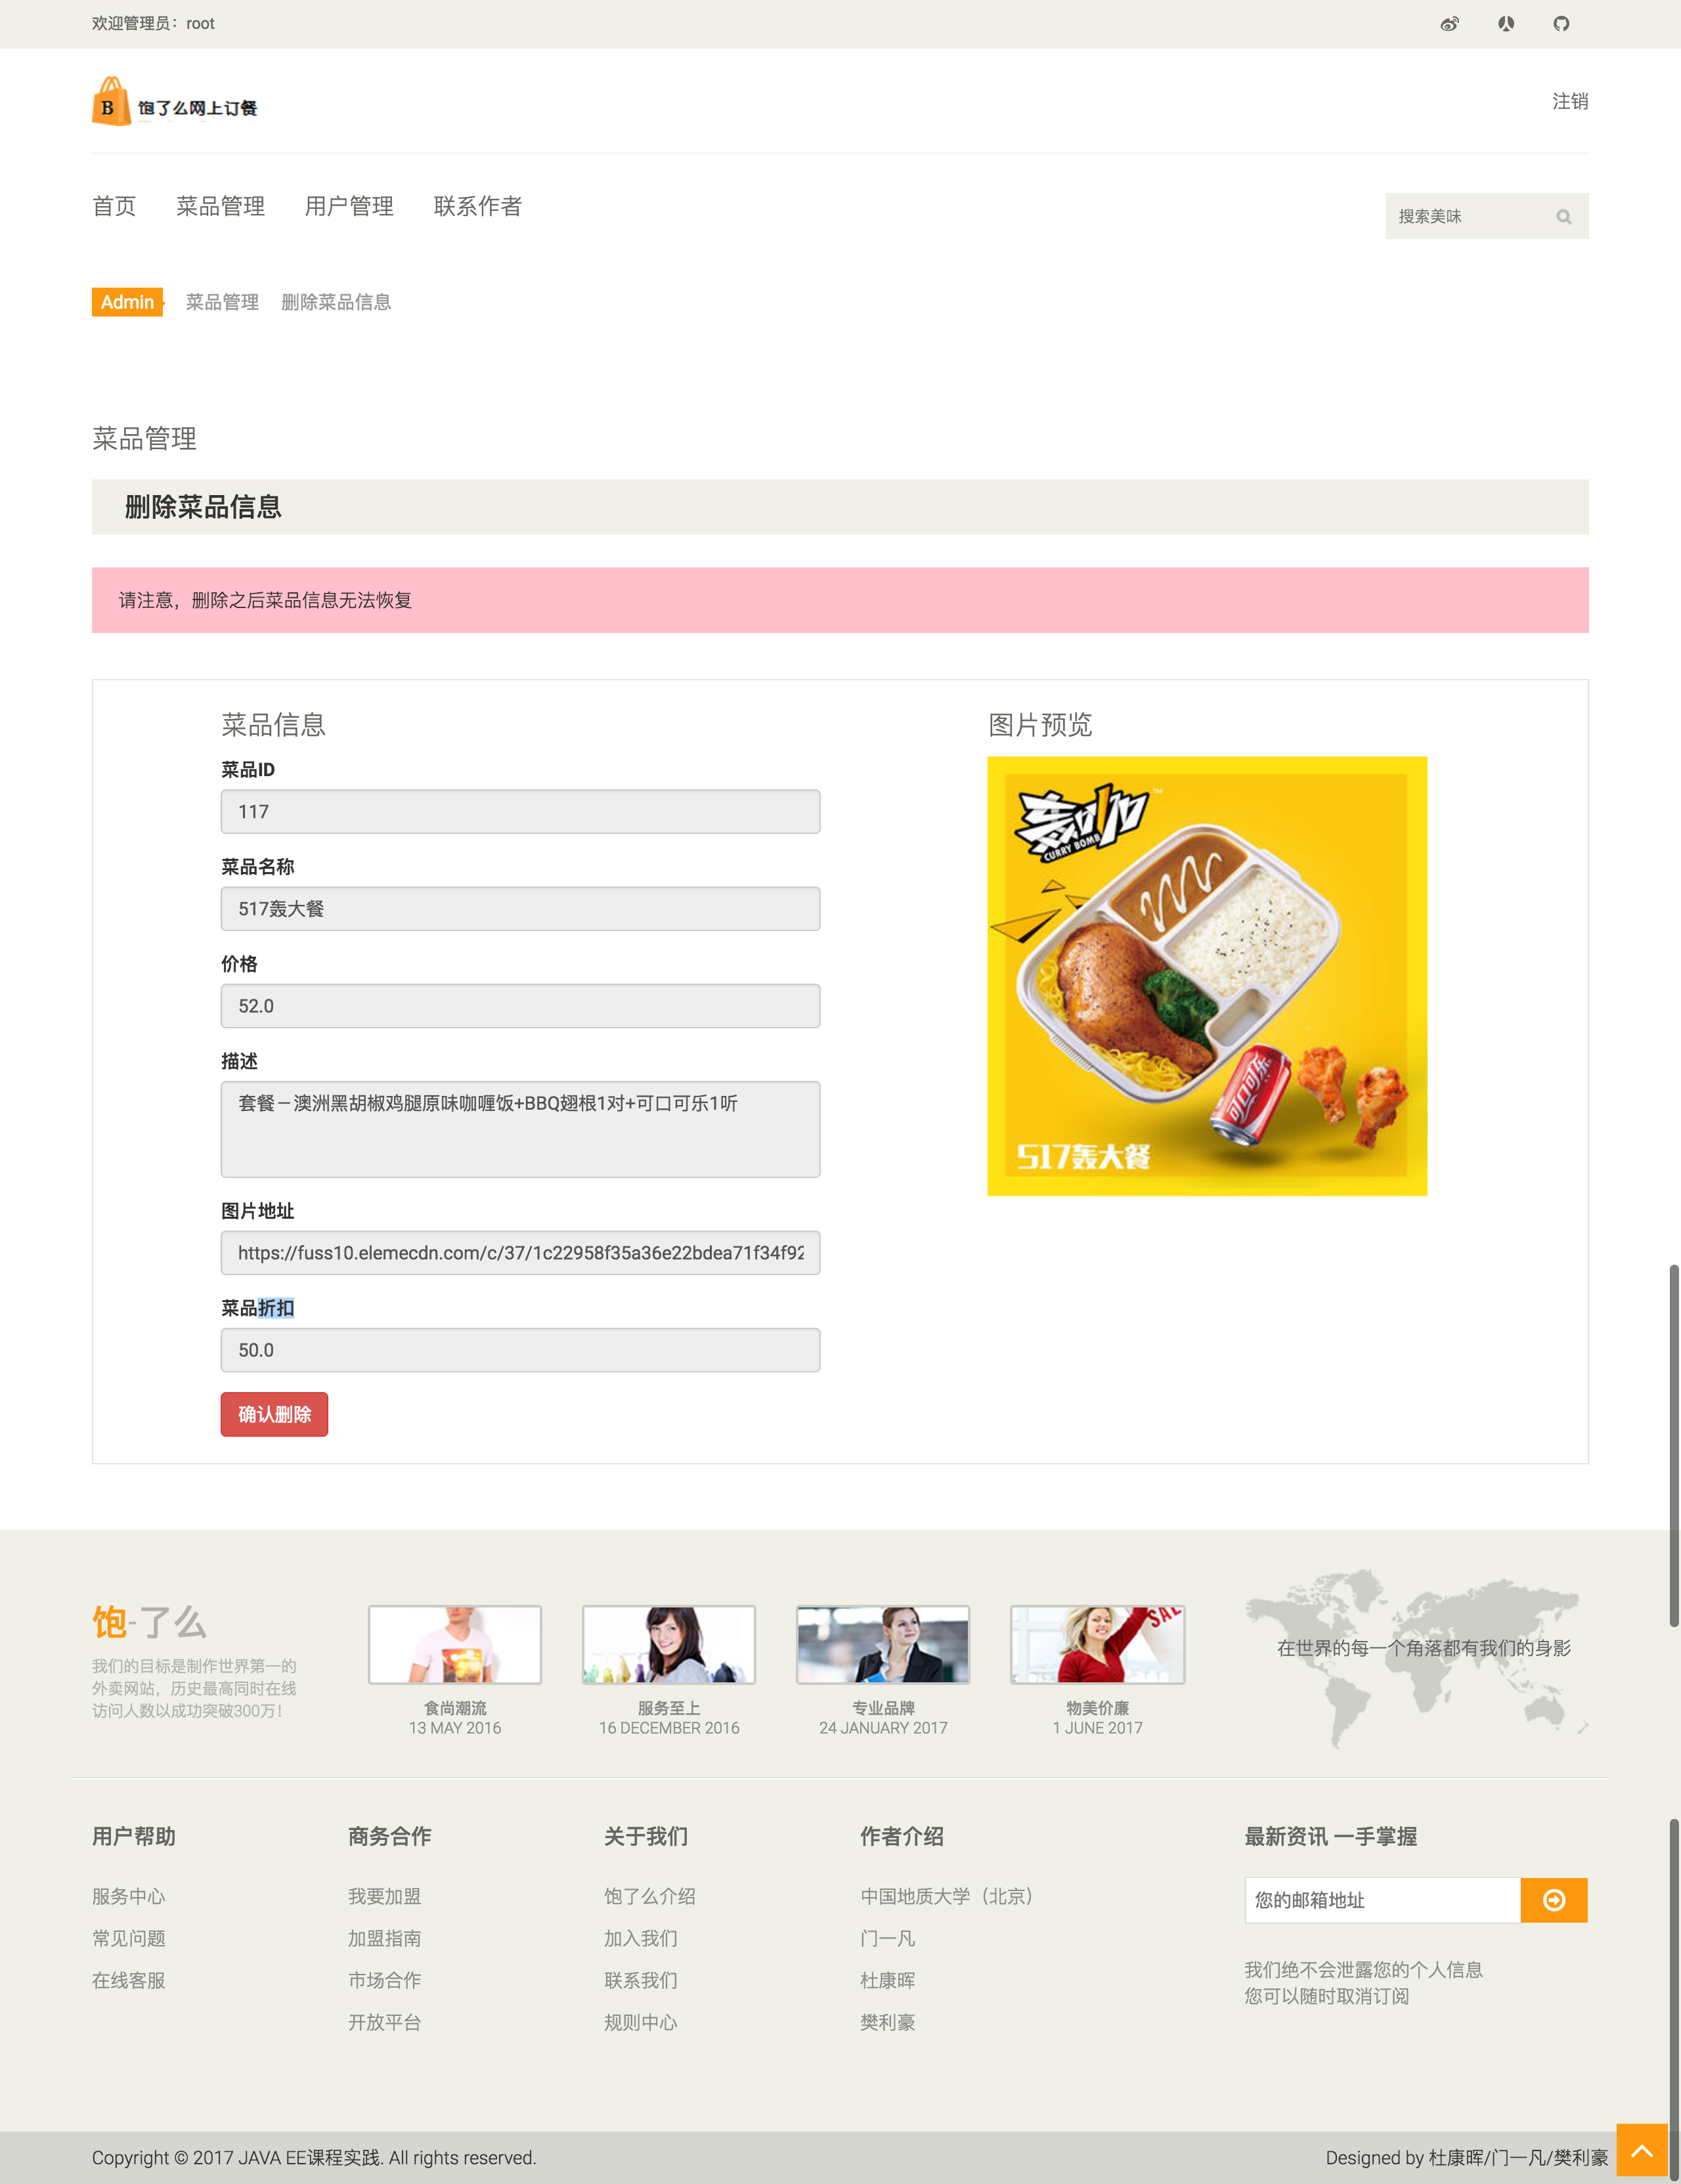 欢迎管理员：root
B 饱了么网上订餐
注销
首页 菜品管理 用户管理 联系作者
搜索美味
Admin 菜品管理 删除菜品信息
菜品管理
删除菜品信息
请注意，删除之后菜品信息无法恢复
菜品信息
菜品ID
117
菜品名称
517轰大餐
价格
52.0
描述
套餐－澳洲黑胡椒鸡腿原味咖喱饭+BBQ翅根1对+可口可乐1听
图片地址
https://fuss10.elemecdn.com/c/37/1c22958f35a36e22bdea71f34f92
菜品折扣
50.0
确认删除
图片预览
轰咖 TM
CURRY BOMB
可口可乐
517轰大餐
饱-了么
我们的目标是制作世界第一的
外卖网站，历史最高同时在线
访问人数以成功突破300万！
食尚潮流
13 MAY 2016
服务至上
16 DECEMBER 2016
专业品牌
24 JANUARY 2017
SAL
物美价廉
1 JUNE 2017
在世界的每一个角落都有我们的身影
用户帮助
服务中心
常见问题
在线客服
商务合作
我要加盟
加盟指南
市场合作
开放平台
关于我们
饱了么介绍
加入我们
联系我们
规则中心
作者介绍
中国地质大学（北京）
门一凡
杜康晖
樊利豪
最新资讯 一手掌握
您的邮箱地址
我们绝不会泄露您的个人信息
您可以随时取消订阅
Copyright © 2017 JAVA EE课程实践. All rights reserved.
Designed by 杜康晖/门一凡/樊利豪